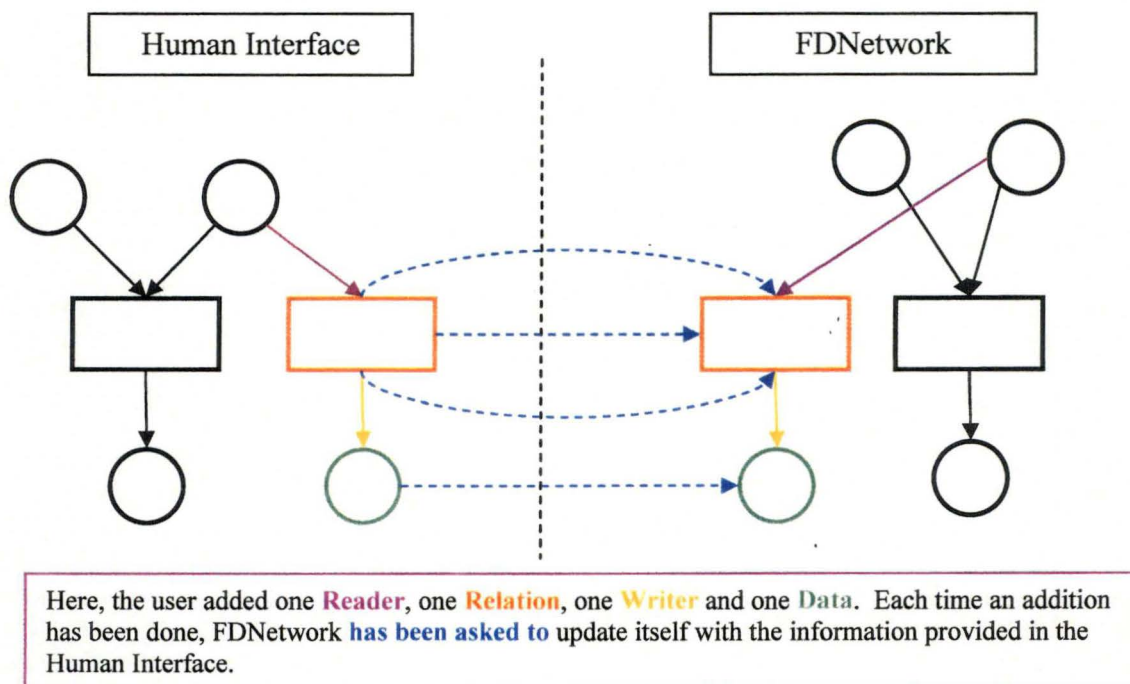 Human Interface
FDNetwork
Here, the user added one Reader, one Relation, one Writer and one Data. Each time an addition
has been done, FDNetwork has been asked to update itself with the information provided in the
Human Interface.